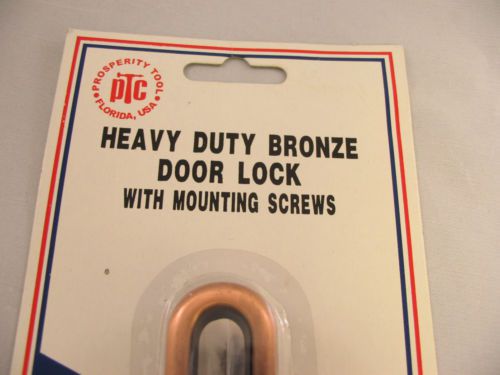 PROSPERITY TOOL
PTC
FLORIDA, USA
HEAVY DUTY BRONZE
DOOR LOCK
WITH MOUNTING SCREWS